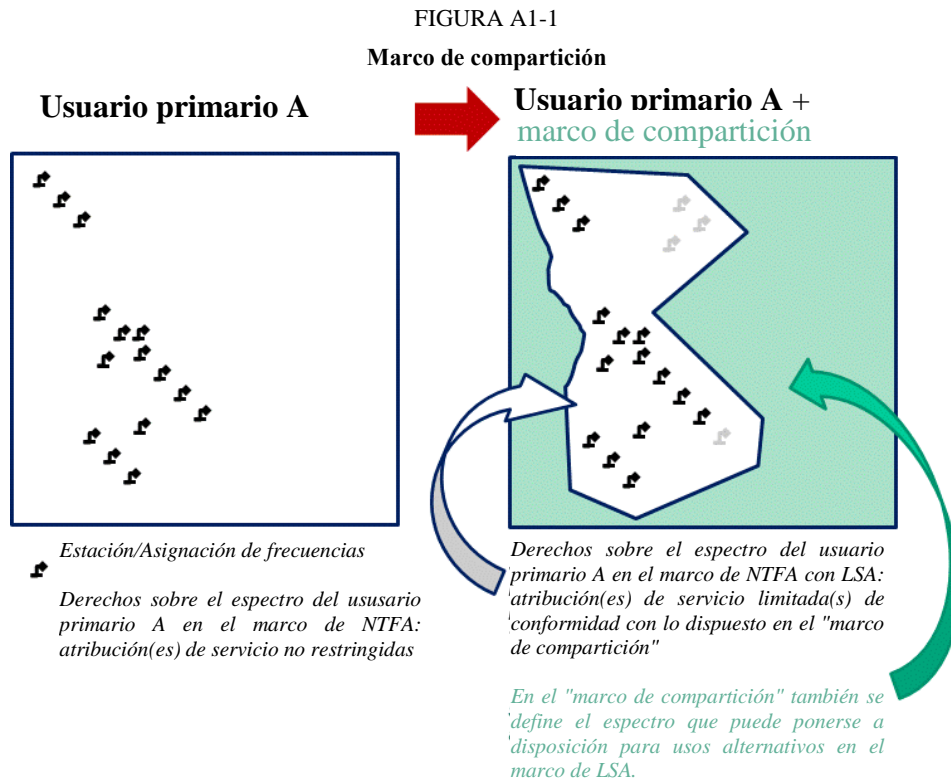 FIGURA A1-1
Marco de compartición
Usuario primario A
Usuario primario A +
marco de compartición
Estación/Asignación de frecuencias
Derechos sobre el espectro del ususario
primario A en el marco de NTFA:
atribución(es) de servicio no restringidas
Derechos sobre el espectro del usuario
primario A en el marco de NTFA con LSA:
atribución(es) de servicio limitada(s) de
conformidad con lo dispuesto en el "marco
de compartición"
En el "marco de compartición" también se
define el espectro que puede ponerse a
disposición para usos alternativos en el
marco de LSA.